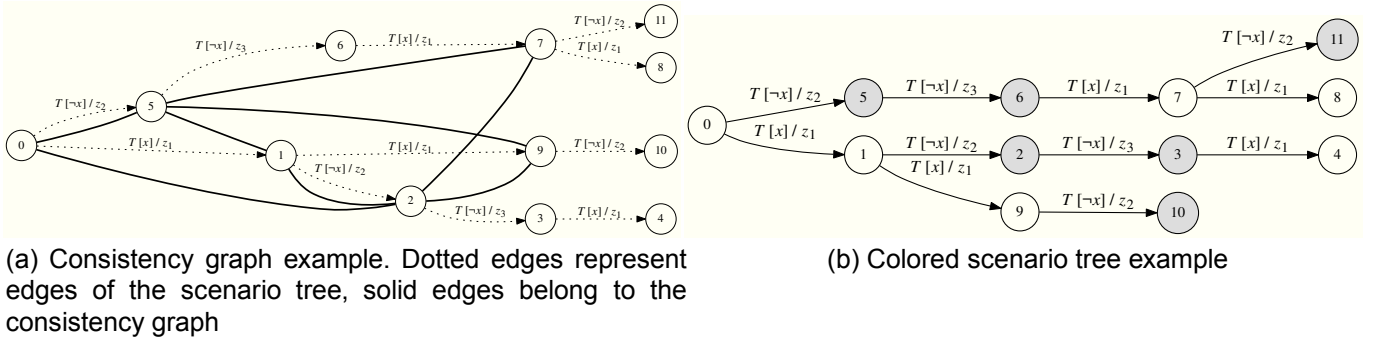 T [¬x] / z2
11
T [¬x] / z3
6
T [x] / z1
7
T [x] / z1
8
T [¬x] / z2
5
0
T [x] / z1
1
T [x] / z1
9
T [¬x] / z2
10
T [¬x] / z2
2
T [¬x] / z3
3
T [x] / z1
4
(a) Consistency graph example. Dotted edges represent
edges of the scenario tree, solid edges belong to the
consistency graph
T [¬x] / z2
11
T [¬x] / z2
5
T [¬x] / z3
6
T [x] / z1
7
T [x] / z1
8
0
T [x] / z1
1
T [¬x] / z2
2
T [¬x] / z3
3
T [x] / z1
4
T [x] / z1
9
T [¬x] / z2
10
(b) Colored scenario tree example